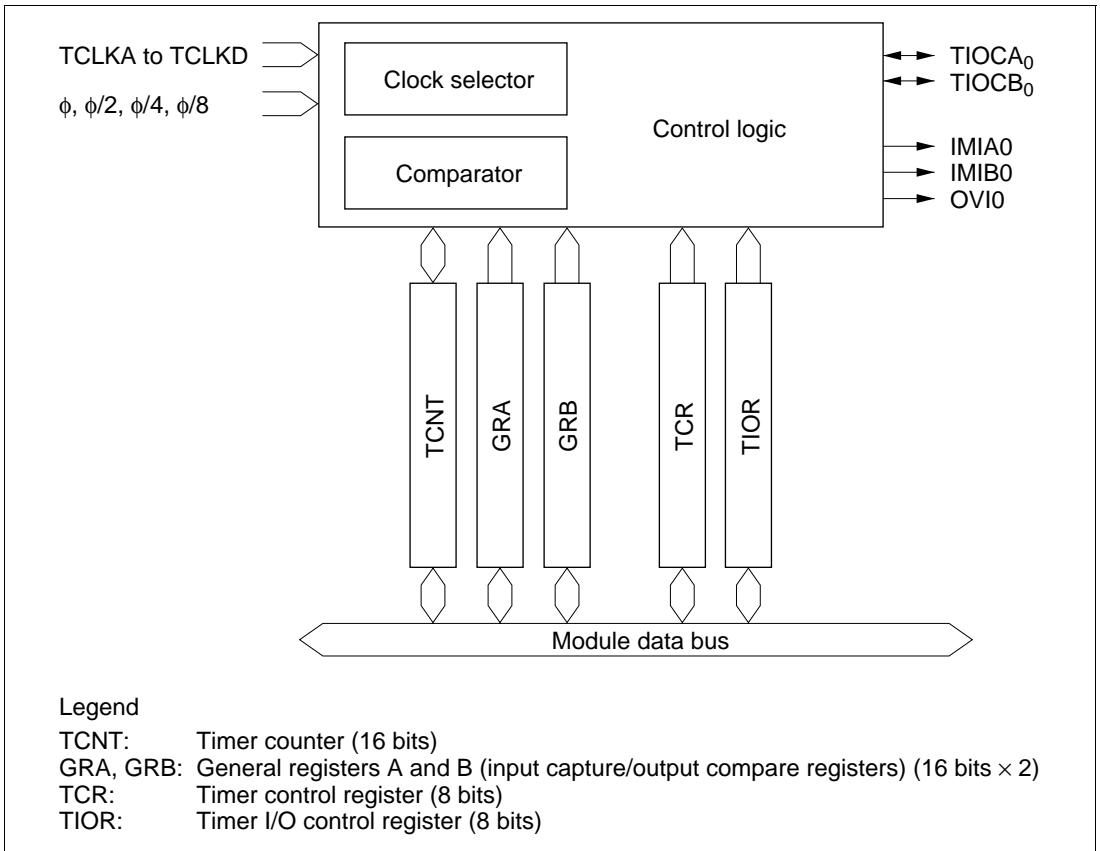 TCLKA to TCLKD
ϕ, ϕ/2, ϕ/4, ϕ/8
Clock selector
Comparator
Control logic
TIOCA₀
TIOCB₀
IMIA0
IMIB0
OVI0
TCNT
GRA
GRB
TCR
TIOR
Module data bus
Legend
TCNT: Timer counter (16 bits)
GRA, GRB: General registers A and B (input capture/output compare registers) (16 bits × 2)
TCR: Timer control register (8 bits)
TIOR: Timer I/O control register (8 bits)